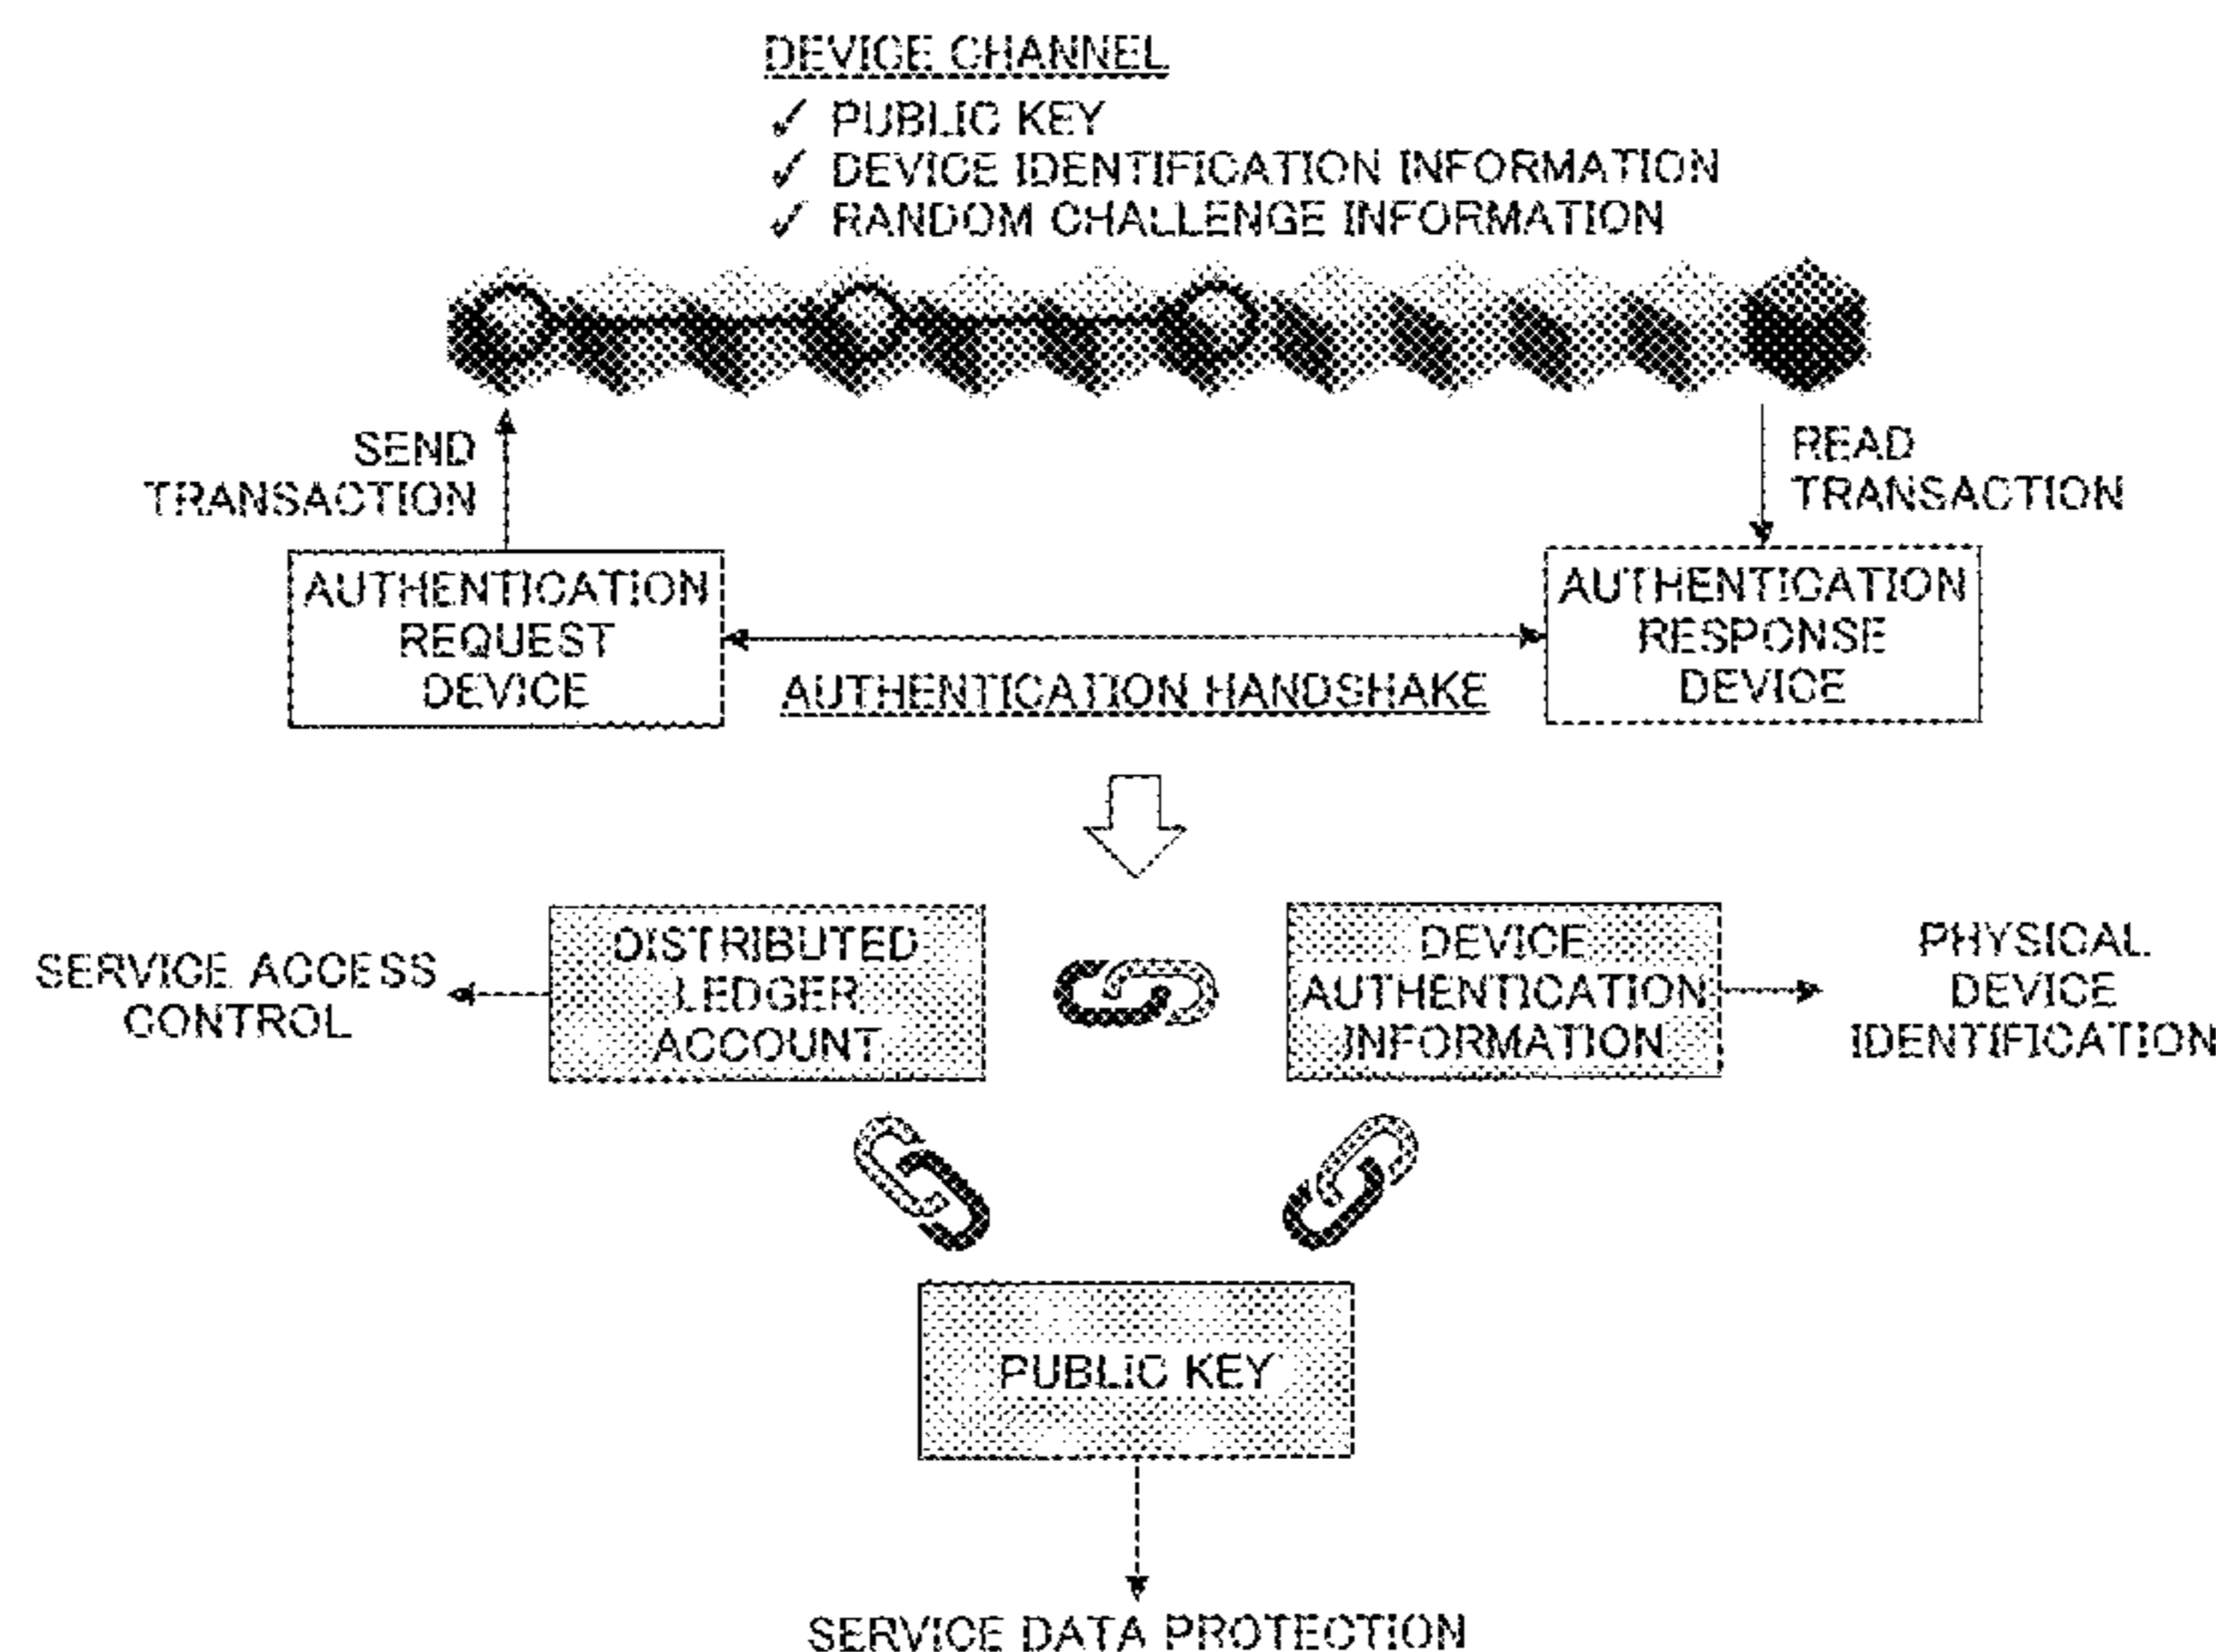 DEVICE CHANNEL
✓ PUBLIC KEY
✓ DEVICE IDENTIFICATION INFORMATION
✓ RANDOM CHALLENGE INFORMATION
SEND
TRANSACTION
READ
TRANSACTION
AUTHENTICATION
REQUEST
DEVICE
AUTHENTICATION HANDSHAKE
AUTHENTICATION
RESPONSE
DEVICE
SERVICE ACCESS
CONTROL
DISTRIBUTED
LEDGER
ACCOUNT
DEVICE
AUTHENTICATION
INFORMATION
PHYSICAL
DEVICE
IDENTIFICATION
PUBLIC KEY
SERVICE DATA PROTECTION